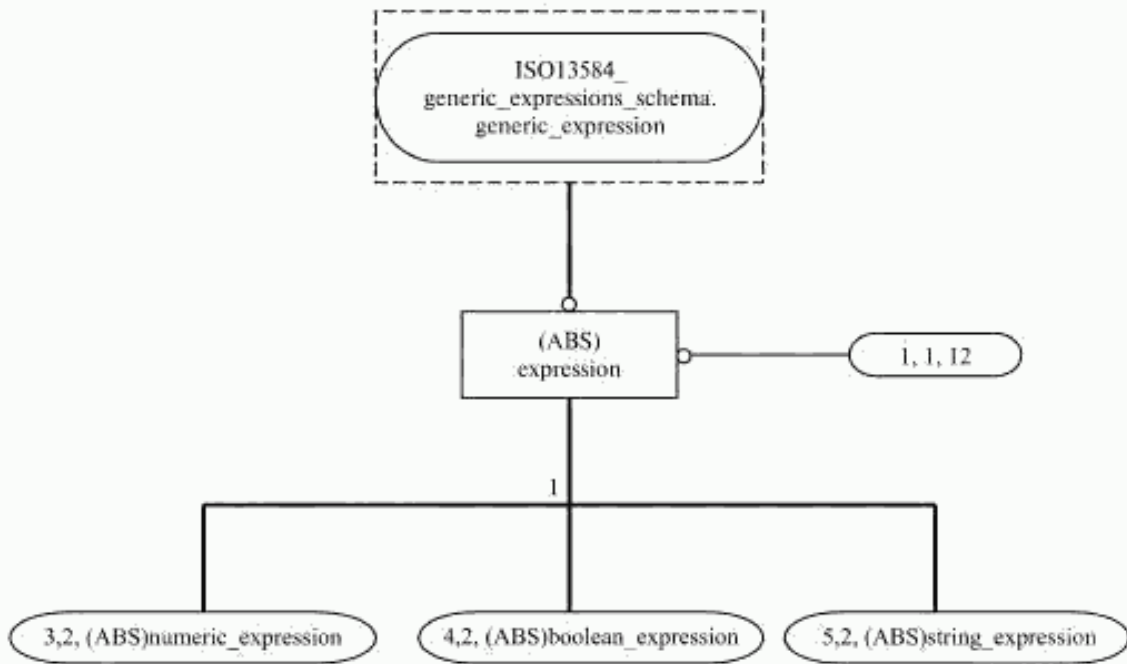 ISO13584_
generic_expressions_schema.
generic_expression
(ABS)
expression
1, 1, 12
1
3,2, (ABS)numeric_expression
4,2, (ABS)boolean_expression
5,2, (ABS)string_expression